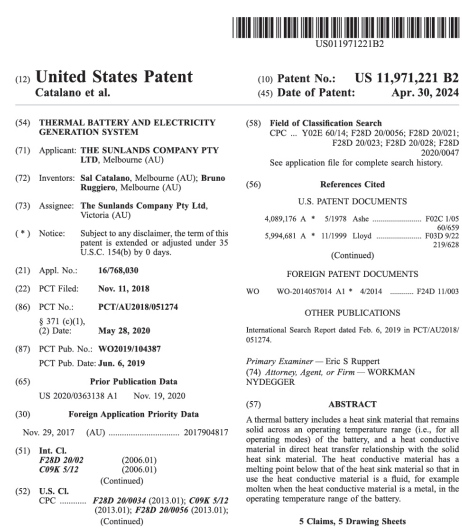 US011971221B2
(12) United States Patent
Catalano et al.
(10) Patent No.: US 11,971,221 B2
(45) Date of Patent: Apr. 30, 2024
(54) THERMAL BATTERY AND ELECTRICITY
GENERATION SYSTEM
(71) Applicant: THE SUNLANDS COMPANY PTY
LTD, Melbourne (AU)
(72) Inventors: Sal Catalano, Melbourne (AU); Bruno
Ruggiero, Melbourne (AU)
(73) Assignee: The Sunlands Company Pty Ltd,
Victoria (AU)
( * ) Notice: Subject to any disclaimer, the term of this
patent is extended or adjusted under 35
U.S.C. 154(b) by 0 days.
(21) Appl. No.: 16/768,030
(22) PCT Filed: Nov. 11, 2018
(86) PCT No.: PCT/AU2018/051274
§ 371 (c)(1),
(2) Date: May 28, 2020
(87) PCT Pub. No.: WO2019/104387
PCT Pub. Date: Jun. 6, 2019
(65) Prior Publication Data
US 2020/0363138 A1 Nov. 19, 2020
(30) Foreign Application Priority Data
Nov. 29, 2017 (AU) ................................ 2017904817
(51) Int. Cl.
F28D 20/02 (2006.01)
C09K 5/12 (2006.01)
(Continued)
(52) U.S. Cl.
CPC ............ F28D 20/0034 (2013.01); C09K 5/12
(2013.01); F28D 20/0056 (2013.01);
(Continued)
(58) Field of Classification Search
CPC ... Y02E 60/14; F28D 20/0056; F28D 20/021;
F28D 20/023; F28D 20/028; F28D
2020/0047
See application file for complete search history.
(56) References Cited
U.S. PATENT DOCUMENTS
4,089,176 A * 5/1978 Ashe ...................... F02C 1/05
60/659
5,994,681 A * 11/1999 Lloyd .................... F03D 9/22
219/628
(Continued)
FOREIGN PATENT DOCUMENTS
WO WO-2014057014 A1 * 4/2014 ............. F24D 11/003
OTHER PUBLICATIONS
International Search Report dated Feb. 6, 2019 in PCT/AU2018/
051274.
Primary Examiner — Eric S Ruppert
(74) Attorney, Agent, or Firm — WORKMAN
NYDEGGER
(57) ABSTRACT
A thermal battery includes a heat sink material that remains
solid across an operating temperature range (i.e., for all
operating modes) of the battery, and a heat conductive
material in direct heat transfer relationship with the solid
heat sink material. The heat conductive material has a
melting point below that of the heat sink material so that in
use the heat conductive material is a fluid, for example
molten when the heat conductive material is a metal, in the
operating temperature range of the battery.
5 Claims, 5 Drawing Sheets